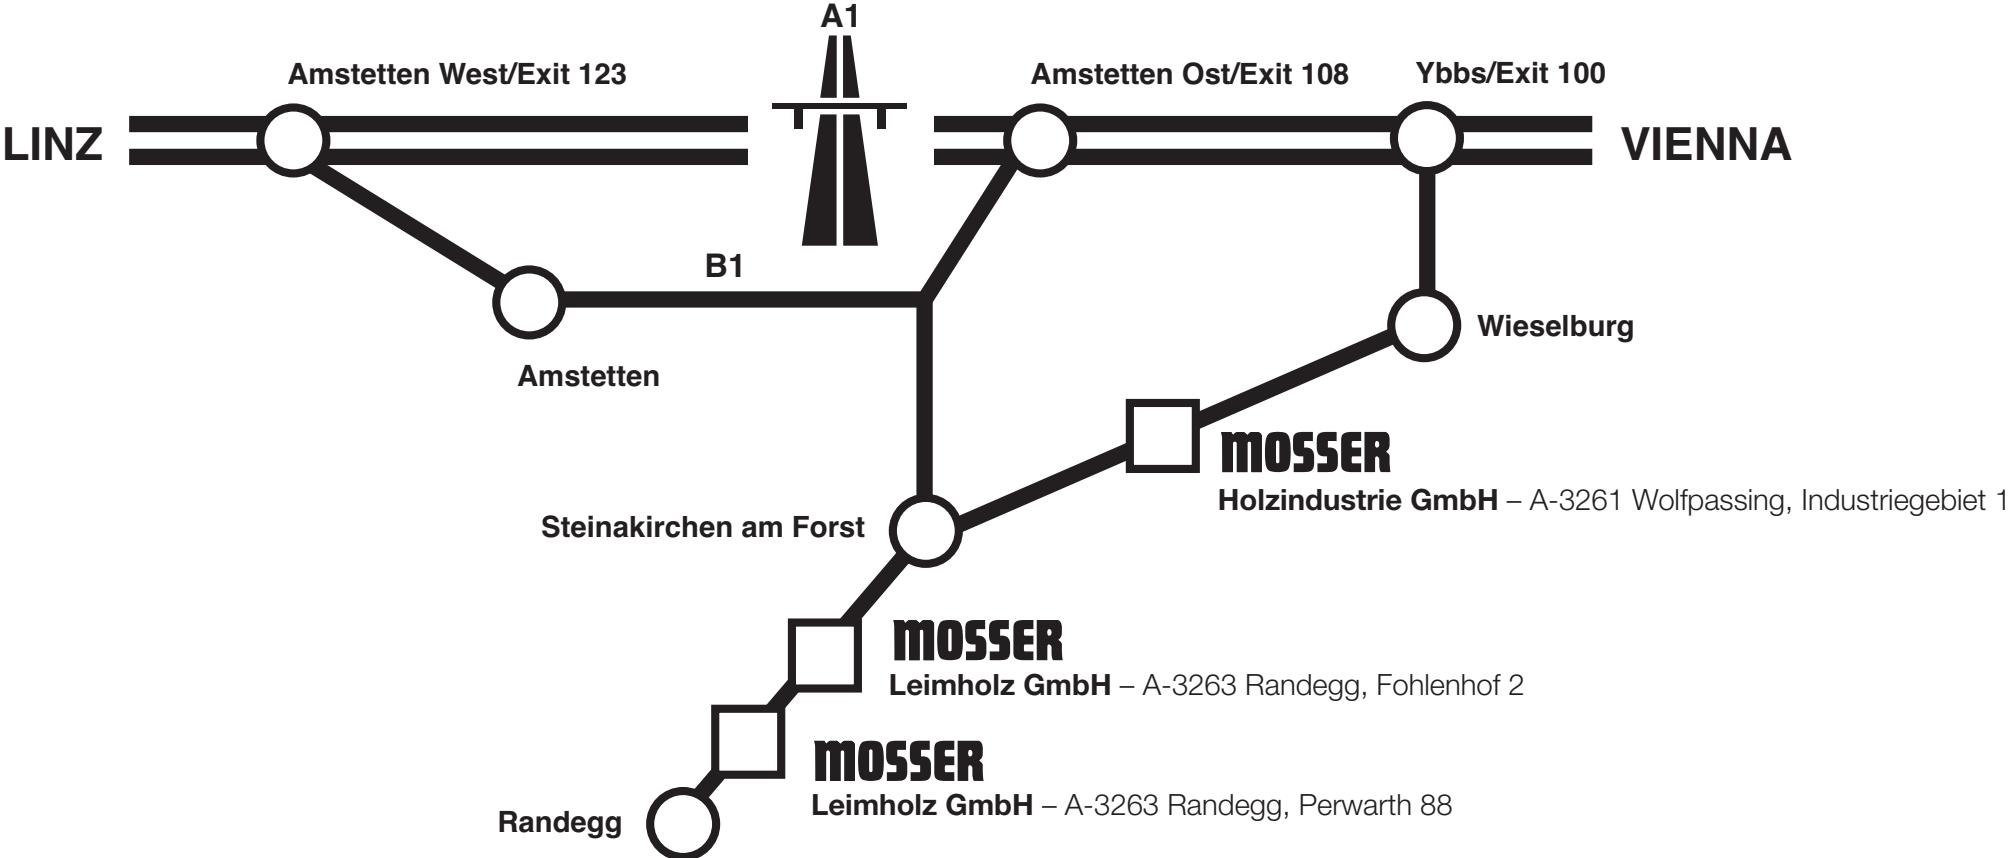 A1
Amstetten West/Exit 123
Amstetten Ost/Exit 108
Ybbs/Exit 100
LINZ
VIENNA
B1
Amstetten
Wieselburg
MOSSER
Holzindustrie GmbH – A-3261 Wolfpassing, Industriegebiet 1
Steinakirchen am Forst
MOSSER
Leimholz GmbH – A-3263 Randegg, Fohlenhof 2
MOSSER
Leimholz GmbH – A-3263 Randegg, Perwarth 88
Randegg